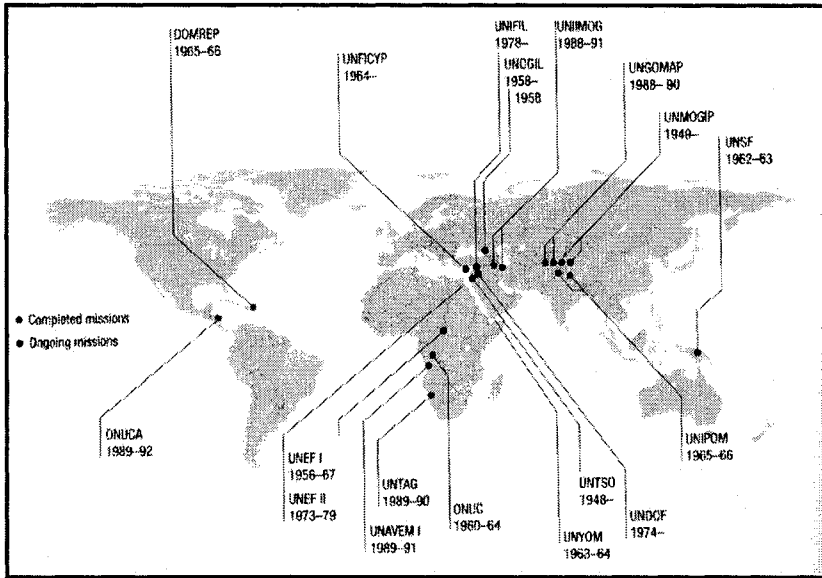 DOMREP
1965–66
UNFICYP
1964–
UNIFIL
1978–
UNOGIL
1958–
1958
UNIIMOG
1988–91
UNGOMAP
1988–90
UNMOGIP
1949–
UNSF
1962–63
Completed missions
Ongoing missions
ONUCA
1989–92
UNEF I
1956–67
UNEF II
1973–79
UNTAG
1989–90
UNAVEM I
1989–91
ONUC
1960–64
UNYOM
1963–64
UNTSO
1948–
UNDOF
1974–
UNIPOM
1965–66